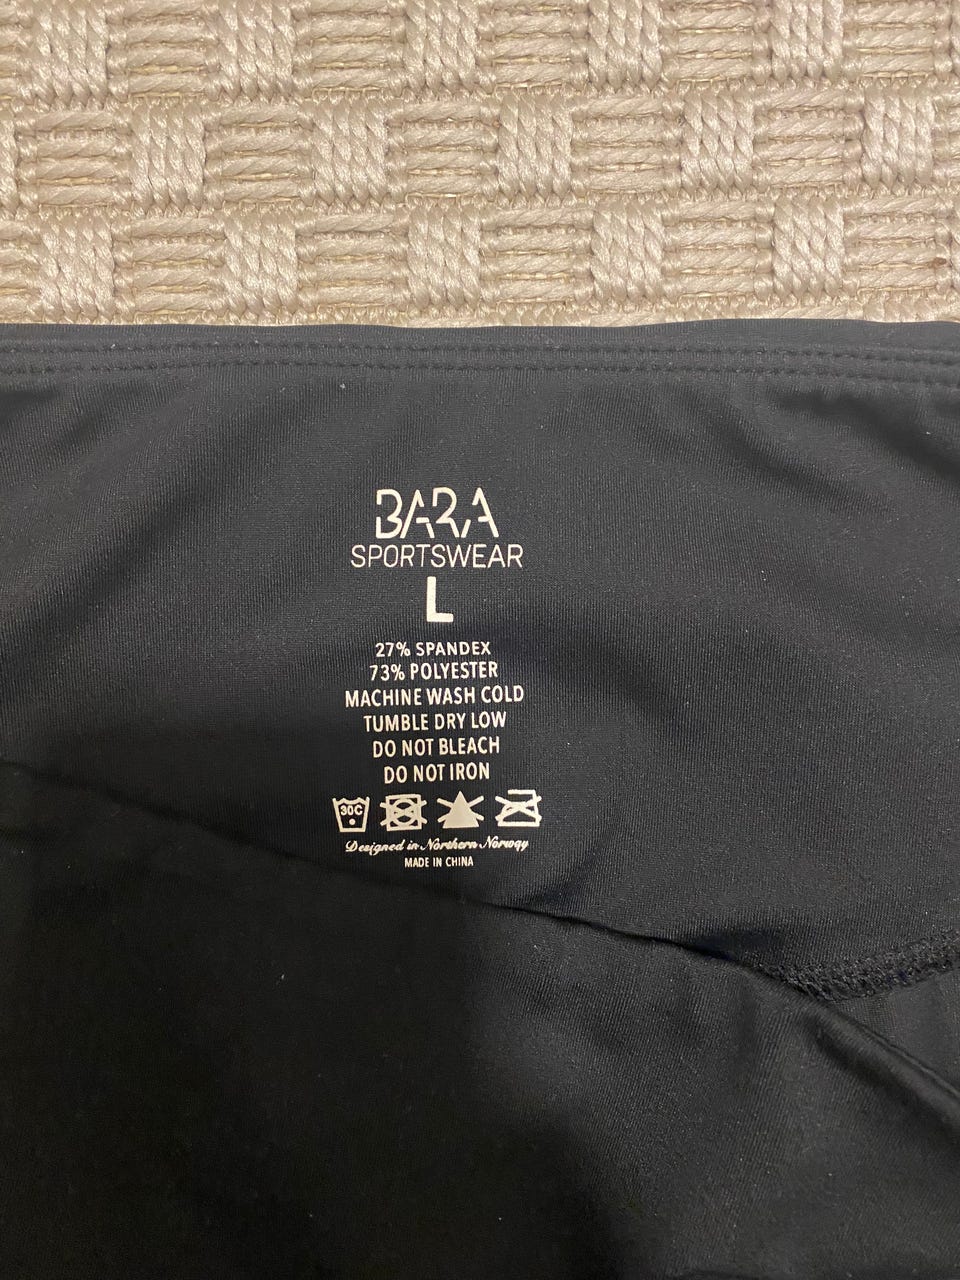 BARA
SPORTSWEAR
L
27% SPANDEX
73% POLYESTER
MACHINE WASH COLD
TUMBLE DRY LOW
DO NOT BLEACH
DO NOT IRON
30C
Designed in Northern Norway
MADE IN CHINA